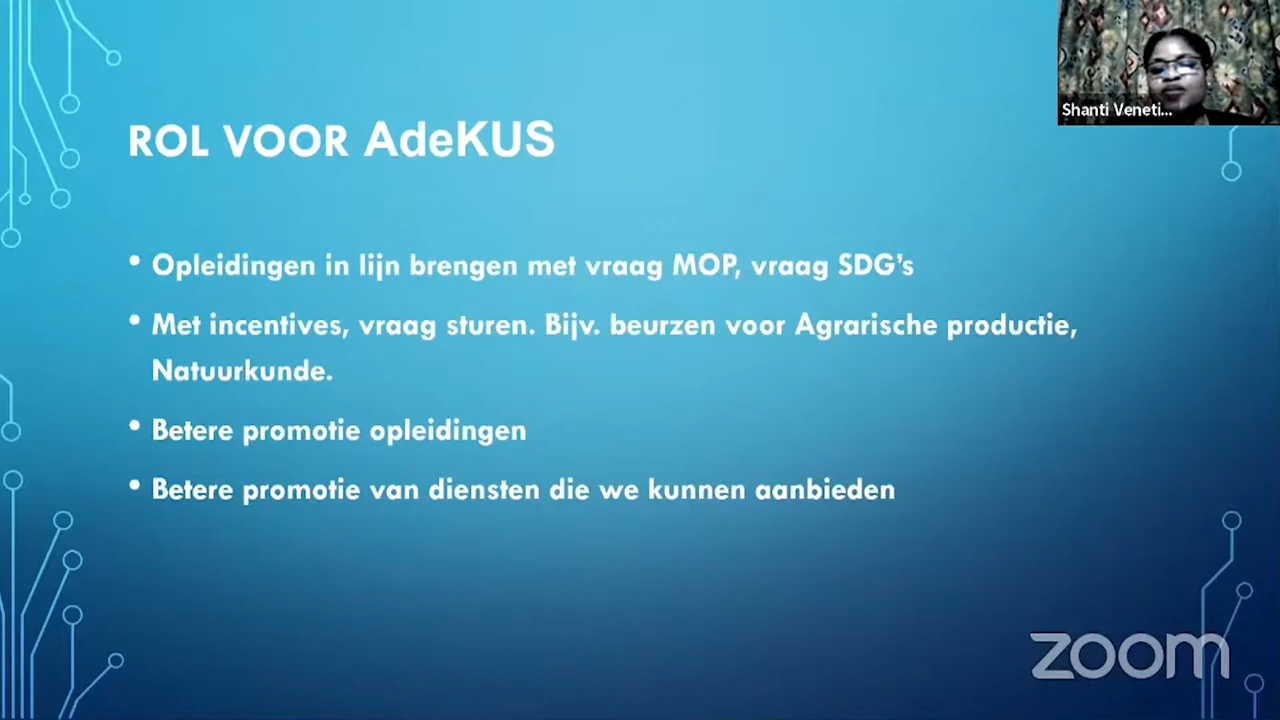 Shanti Veneti...
ROL VOOR AdeKUS
• Opleidingen in lijn brengen met vraag MOP, vraag SDG's
• Met incentives, vraag sturen. Bijv. beurzen voor Agrarische productie,
Natuurkunde.
• Betere promotie opleidingen
• Betere promotie van diensten die we kunnen aanbieden
zoom